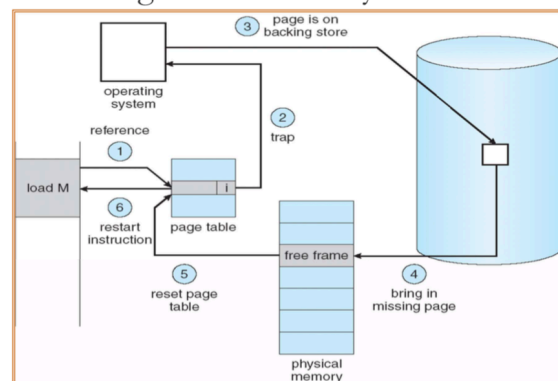 3
page is on
backing store
operating
system
2
trap
reference
1
load M
i
6
restart
instruction
page table
free frame
4
bring in
missing page
5
reset page
table
physical
memory